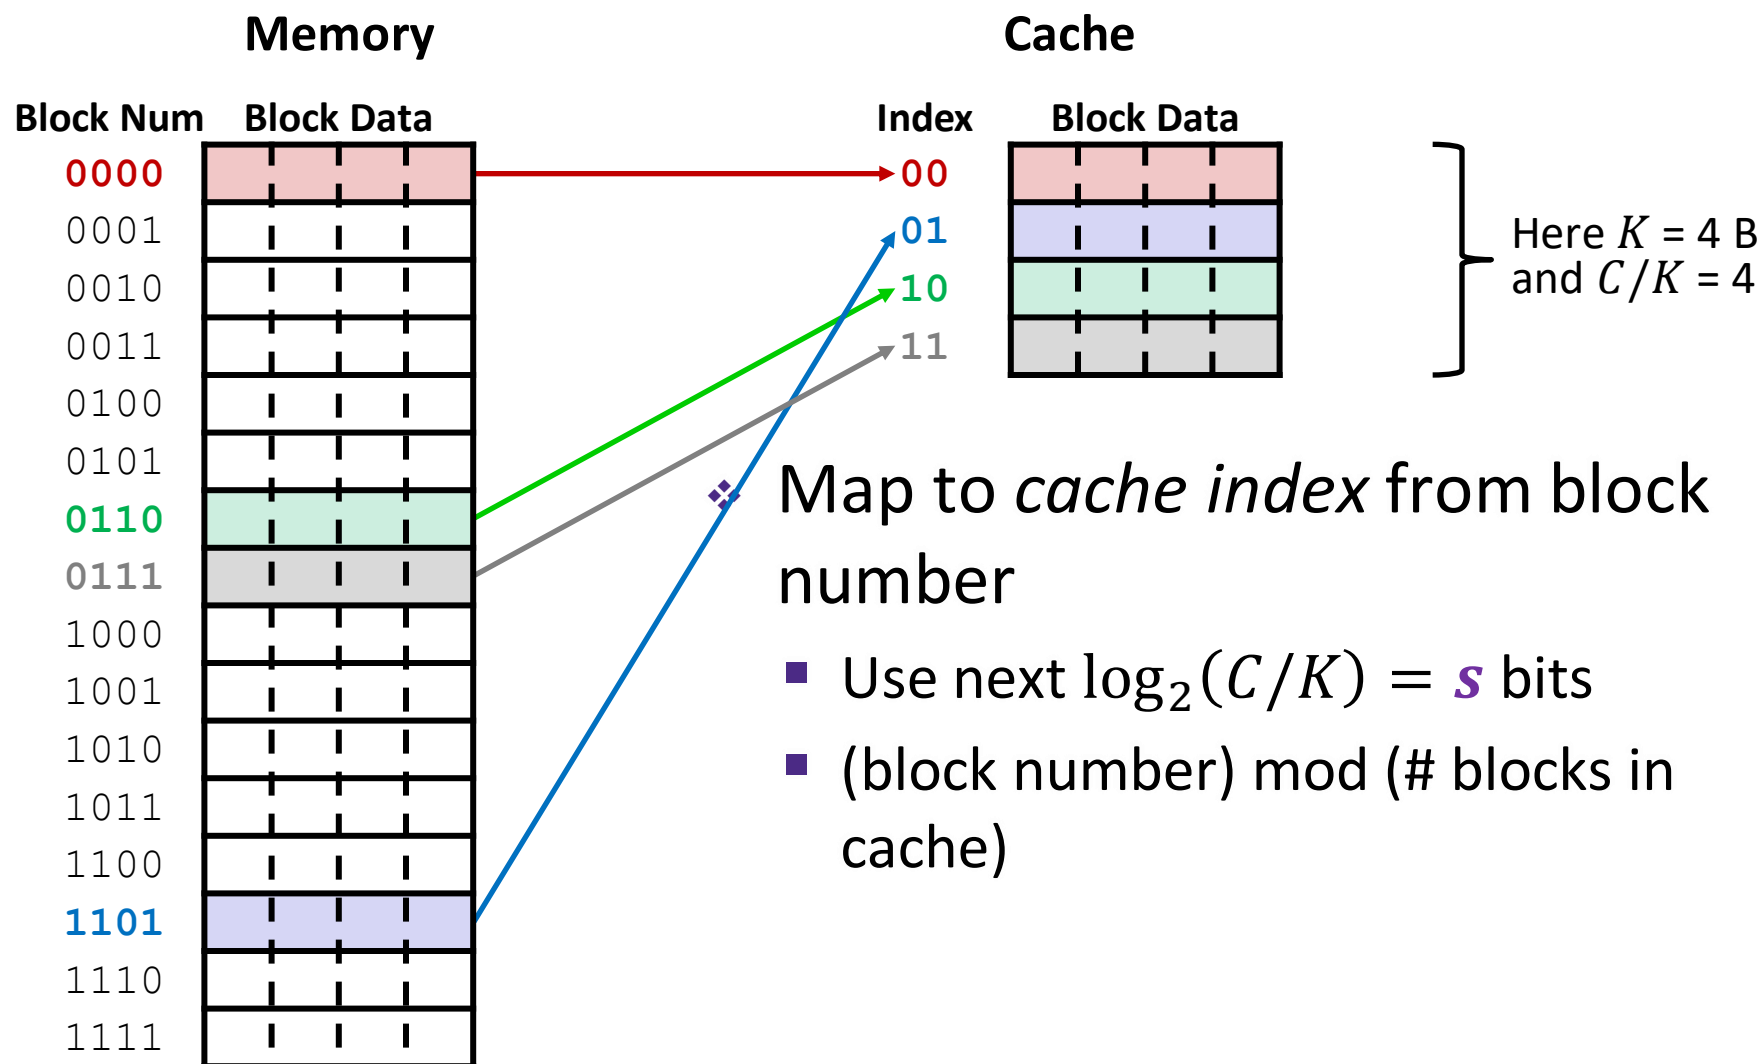 Memory
Cache
Block Num Block Data
Index Block Data
0000
0001
0010
0011
0100
0101
0110
0111
1000
1001
1010
1011
1100
1101
1110
1111
00
01
10
11
Here K = 4 B
and C/K = 4
❖ Map to cache index from block
number
▪ Use next log₂(C/K) = s bits
▪ (block number) mod (# blocks in
cache)